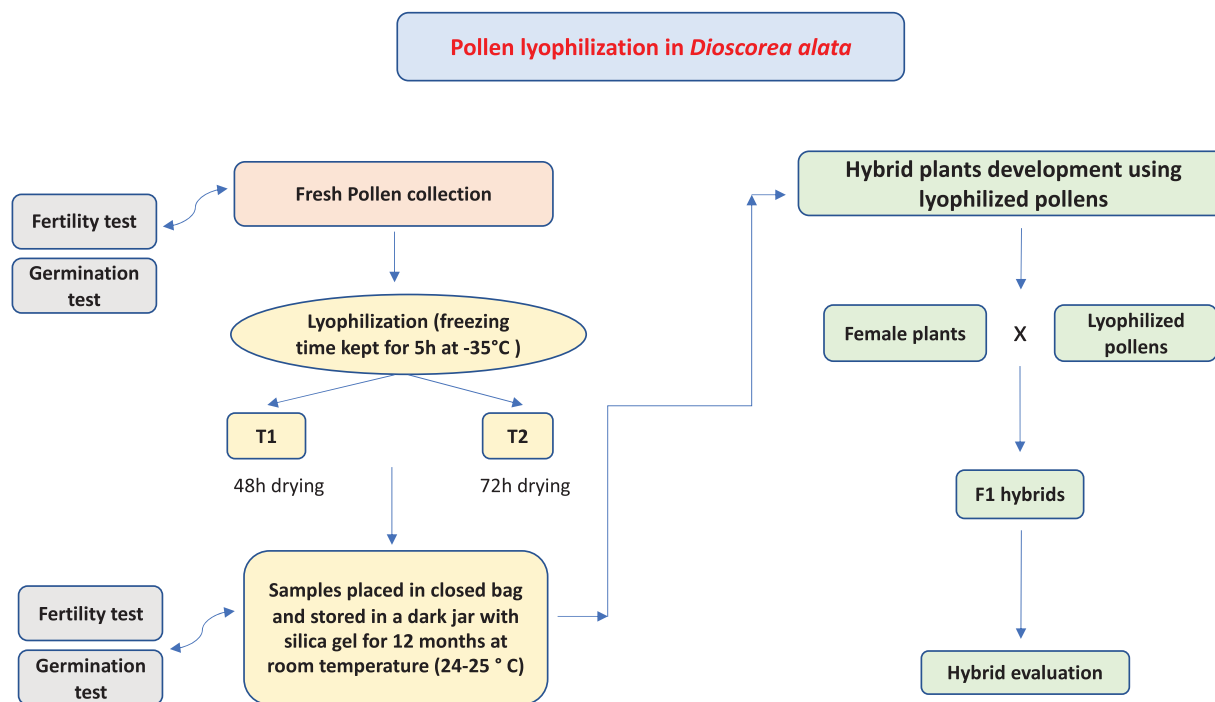 Pollen lyophilization in Dioscorea alata
Fresh Pollen collection
Fertility test
Germination
test
Lyophilization (freezing
time kept for 5h at -35°C )
T1
T2
48h drying
72h drying
Samples placed in closed bag
and stored in a dark jar with
silica gel for 12 months at
room temperature (24-25 ° C)
Fertility test
Germination
test
Hybrid plants development using
lyophilized pollens
Female plants
X
Lyophilized
pollens
F1 hybrids
Hybrid evaluation